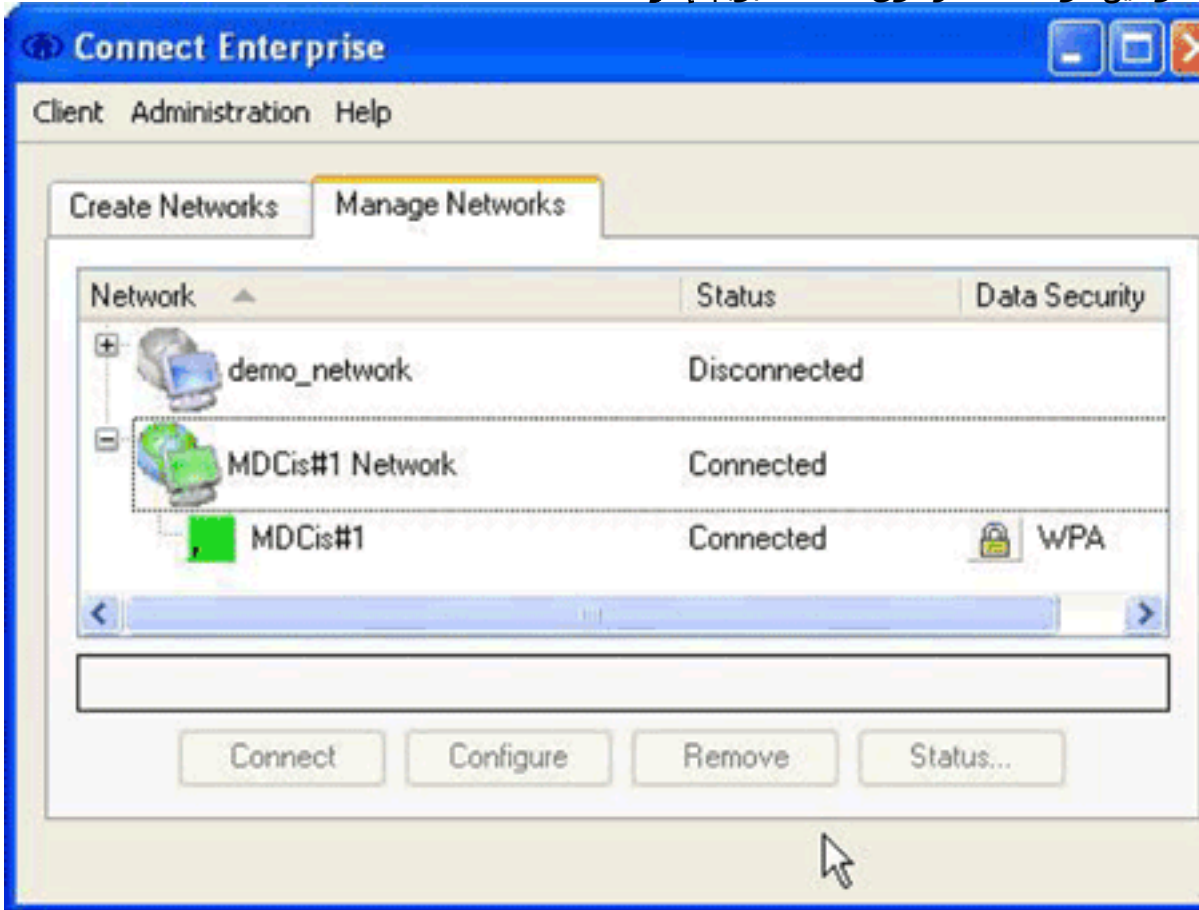 Connect Enterprise
Client Administration Help
Create Networks Manage Networks
Network Status Data Security
demo_network Disconnected
MDCis#1 Network Connected
MDCis#1 Connected WPA
Connect Configure Remove Status...